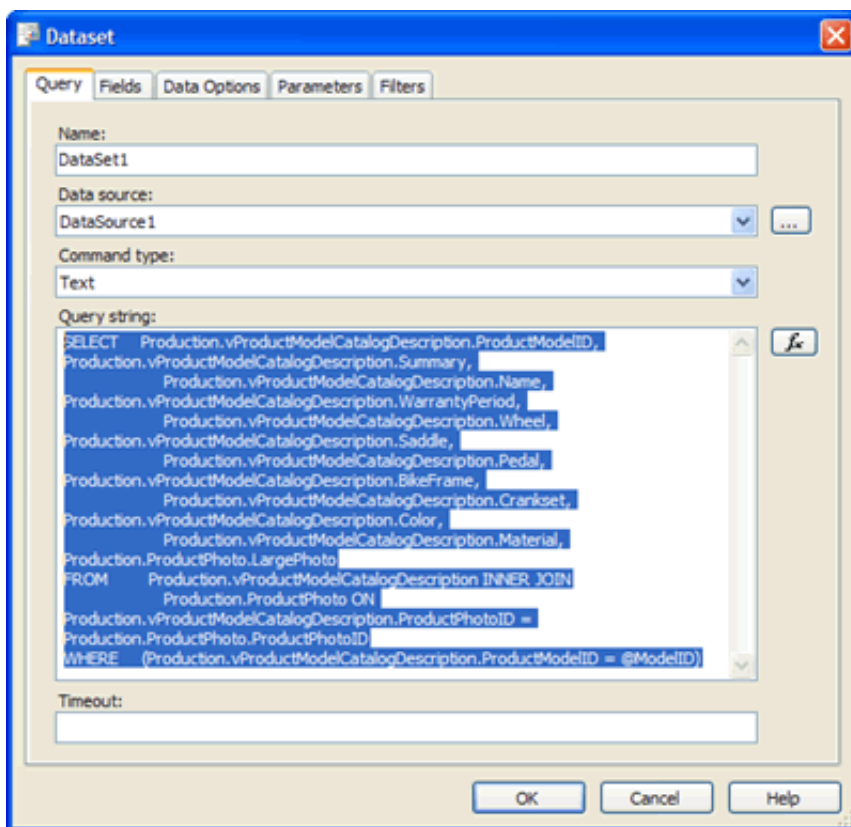 Dataset
Query Fields Data Options Parameters Filters
Name:
DataSet1
Data source:
DataSource1
...
Command type:
Text
Query string:
SELECT Production.vProductModelCatalogDescription.ProductModelID,
Production.vProductModelCatalogDescription.Summary,
Production.vProductModelCatalogDescription.Name,
Production.vProductModelCatalogDescription.WarrantyPeriod,
Production.vProductModelCatalogDescription.Wheel,
Production.vProductModelCatalogDescription.Saddle,
Production.vProductModelCatalogDescription.Pedal,
Production.vProductModelCatalogDescription.BikeFrame,
Production.vProductModelCatalogDescription.Crankset,
Production.vProductModelCatalogDescription.Color,
Production.vProductModelCatalogDescription.Material,
Production.ProductPhoto.LargePhoto
FROM Production.vProductModelCatalogDescription INNER JOIN
Production.ProductPhoto ON
Production.vProductModelCatalogDescription.ProductPhotoID =
Production.ProductPhoto.ProductPhotoID
WHERE (Production.vProductModelCatalogDescription.ProductModelID = @ModelID)
fx
Timeout:
OK Cancel Help